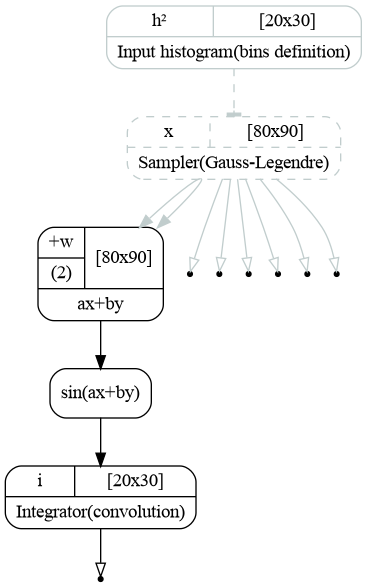 h² [20x30]
Input histogram(bins definition)
x [80x90]
Sampler(Gauss-Legendre)
+w [80x90]
(2)
ax+by
sin(ax+by)
i [20x30]
Integrator(convolution)